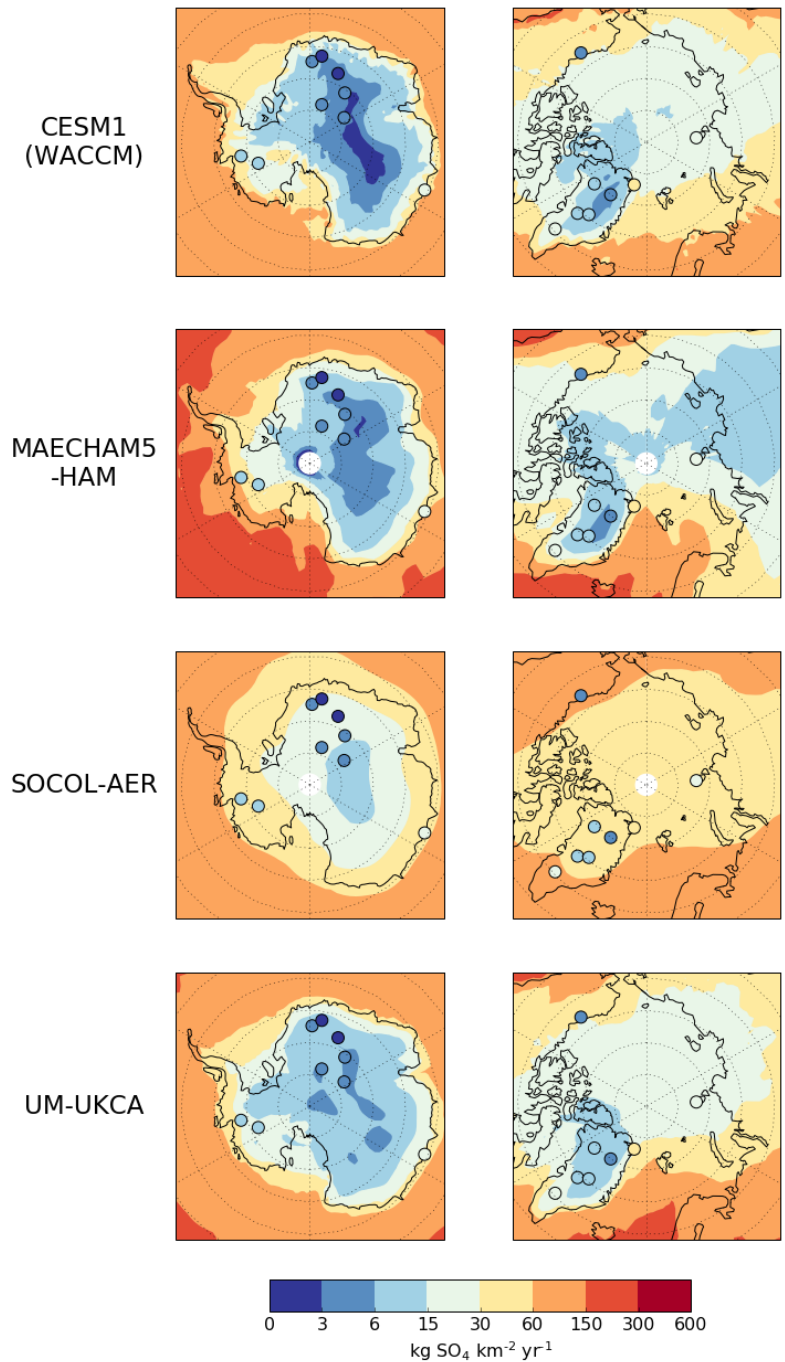 CESM1
(WACCM)
MAECHAM5
-HAM
SOCOL-AER
UM-UKCA
0 3 6 15 30 60 150 300 600
kg SO₄ km⁻² yr⁻¹